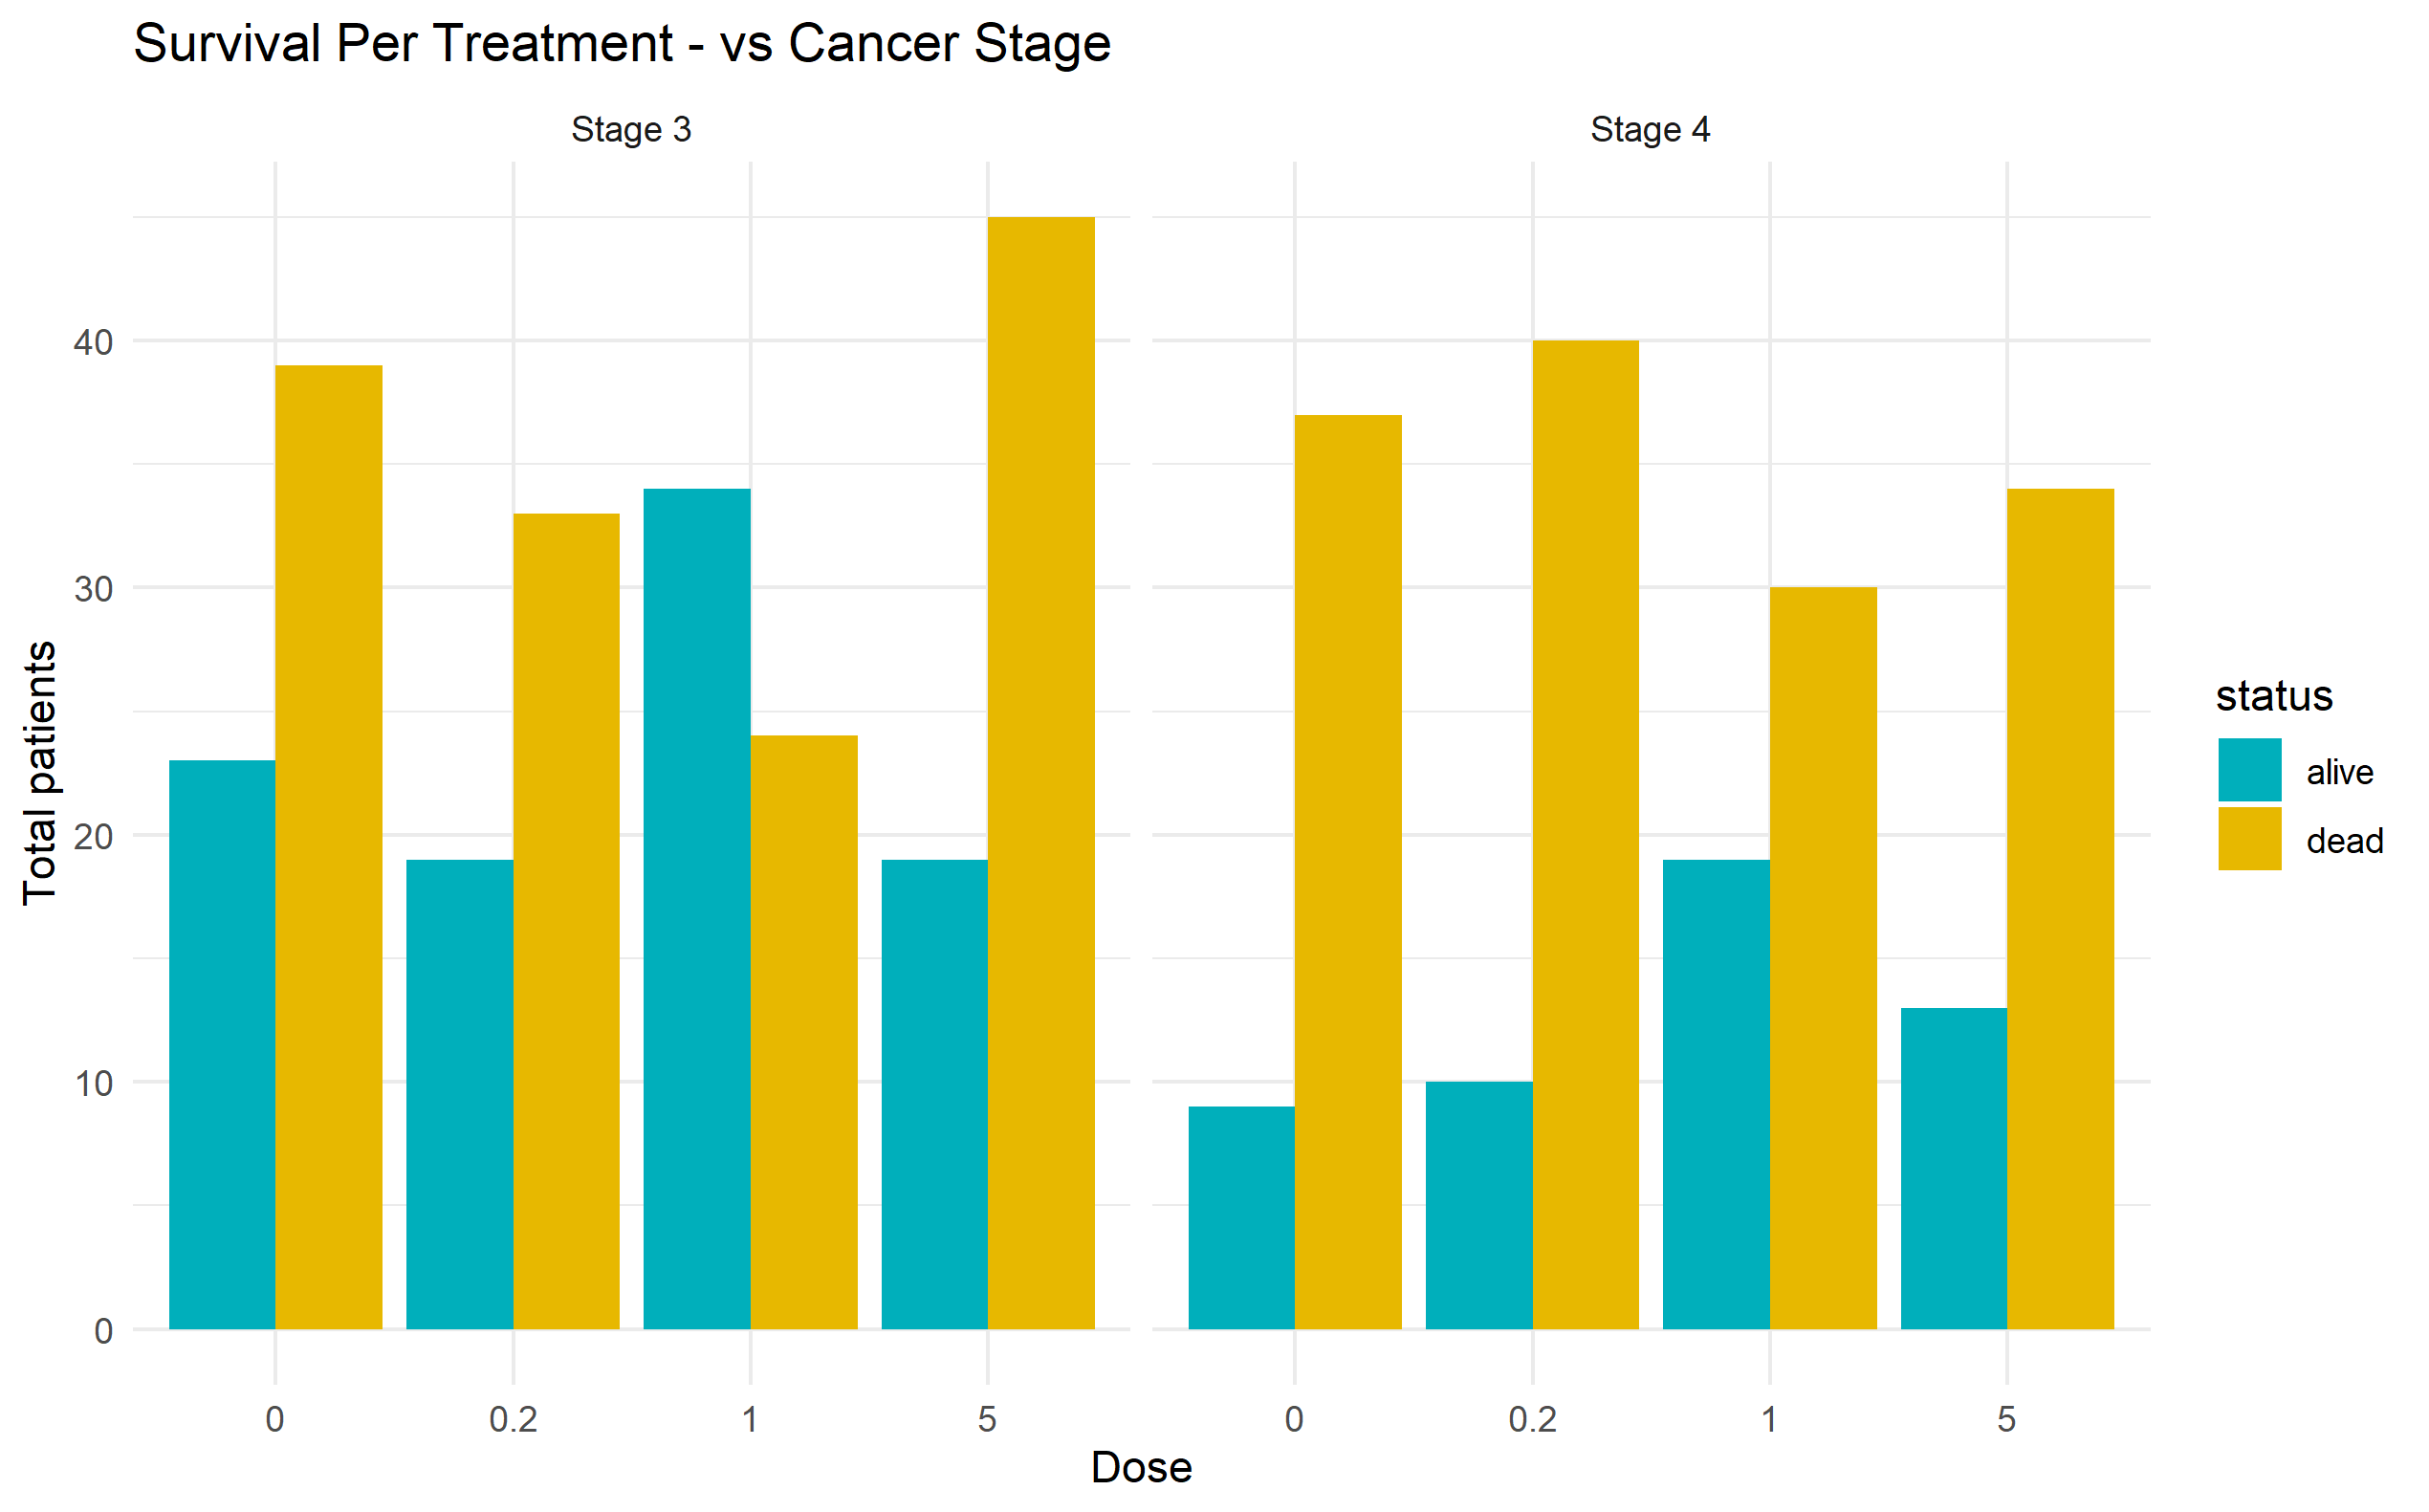 Survival Per Treatment - vs Cancer Stage
Stage 3
Stage 4
Total patients
40
30
20
10
0
0
0.2
1
5
0
0.2
1
5
Dose
status
alive
dead